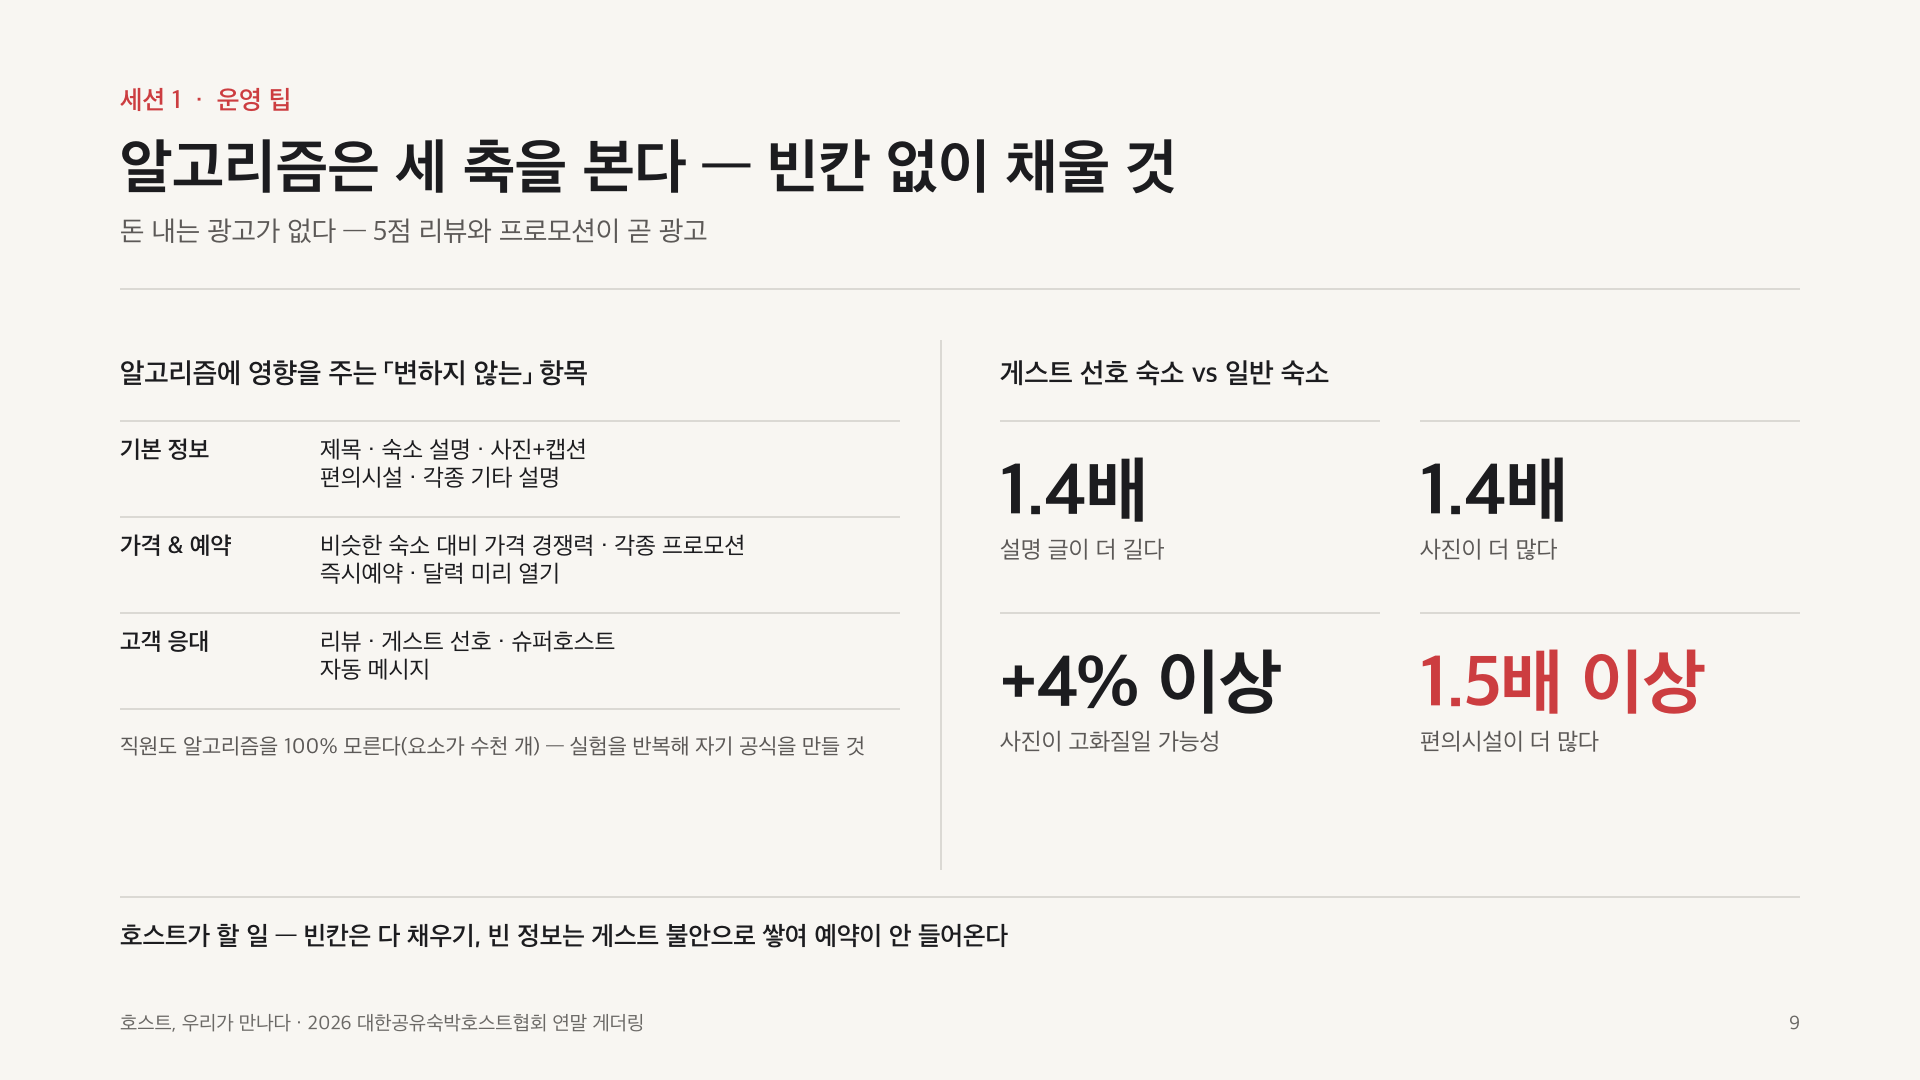 세션 1 · 운영 팁
알고리즘은 세 축을 본다 — 빈칸 없이 채울 것
돈 내는 광고가 없다 — 5점 리뷰와 프로모션이 곧 광고
알고리즘에 영향을 주는 「변하지 않는」 항목
기본 정보
제목 · 숙소 설명 · 사진+캡션
편의시설 · 각종 기타 설명
가격 & 예약
비슷한 숙소 대비 가격 경쟁력 · 각종 프로모션
즉시예약 · 달력 미리 열기
고객 응대
리뷰 · 게스트 선호 · 슈퍼호스트
자동 메시지
직원도 알고리즘을 100% 모른다(요소가 수천 개) — 실험을 반복해 자기 공식을 만들 것
게스트 선호 숙소 vs 일반 숙소
1.4배
설명 글이 더 길다
1.4배
사진이 더 많다
+4% 이상
사진이 고화질일 가능성
1.5배 이상
편의시설이 더 많다
호스트가 할 일 — 빈칸은 다 채우기, 빈 정보는 게스트 불안으로 쌓여 예약이 안 들어온다
호스트, 우리가 만나다 · 2026 대한공유숙박호스트협회 연말 게더링
9